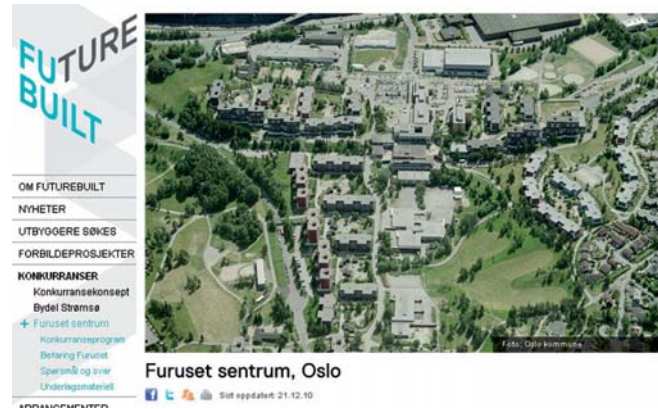 FUTURE
BUILT
OM FUTUREBUILT
NYHETER
UTBYGGERE SØKES
FORBILDEPROSJEKTER
KONKURRANSER
Konkurransekonsept
Bydel Strømsø
+ Furuset sentrum
Konkurranseprogram
Befaring Furuset
Spørsmål og svar
Underlagsmateriell
ARRANGEMENTER
Foto: Oslo kommune
Furuset sentrum, Oslo
Sist oppdatert: 21.12.10